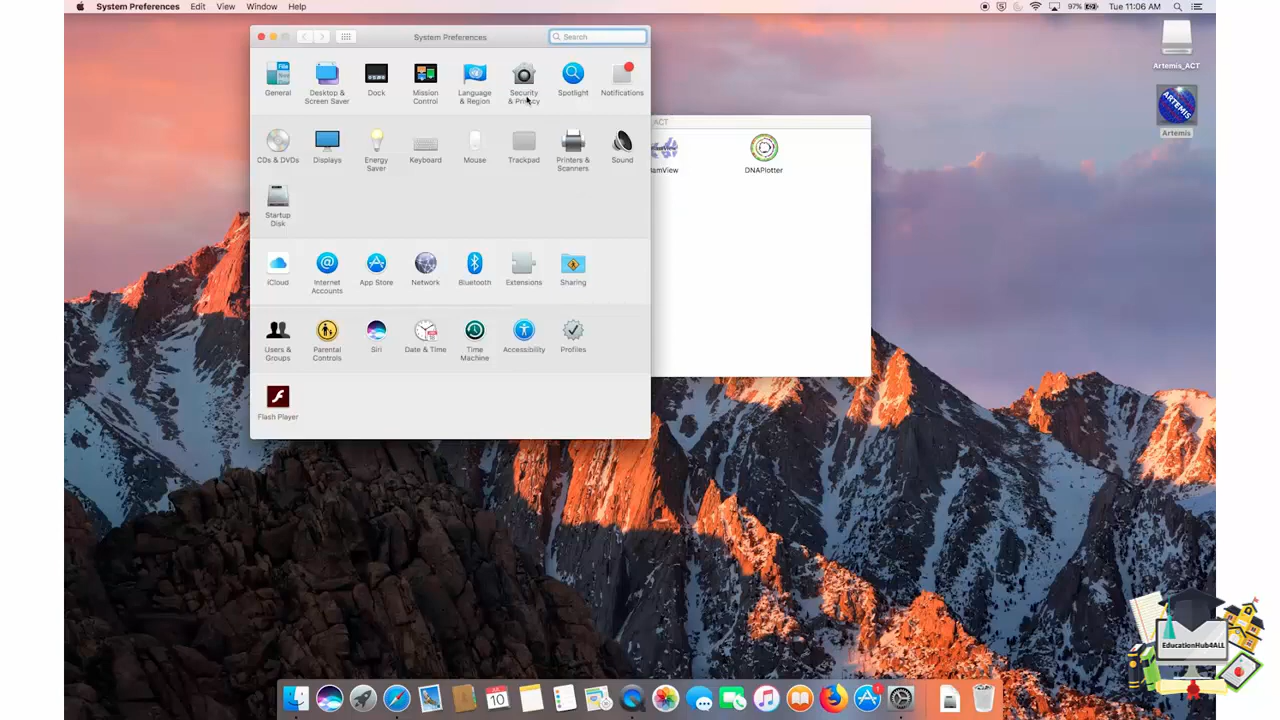 System Preferences Edit View Window Help
97% Tue 11:06 AM
System Preferences
Search
General
Desktop &
Screen Saver
Dock
Mission
Control
Language
& Region
Security
& Privacy
Spotlight
Notifications
CDs & DVDs
Displays
Energy
Saver
Keyboard
Mouse
Trackpad
Printers &
Scanners
Sound
Startup
Disk
iCloud
Internet
Accounts
App Store
Network
Bluetooth
Extensions
Sharing
Users &
Groups
Parental
Controls
Siri
Date & Time
Time
Machine
Accessibility
Profiles
Flash Player
ACT
DNAPlotter
Artemis_ACT
ARTEMIS
Artemis
10
EducationHub4ALL